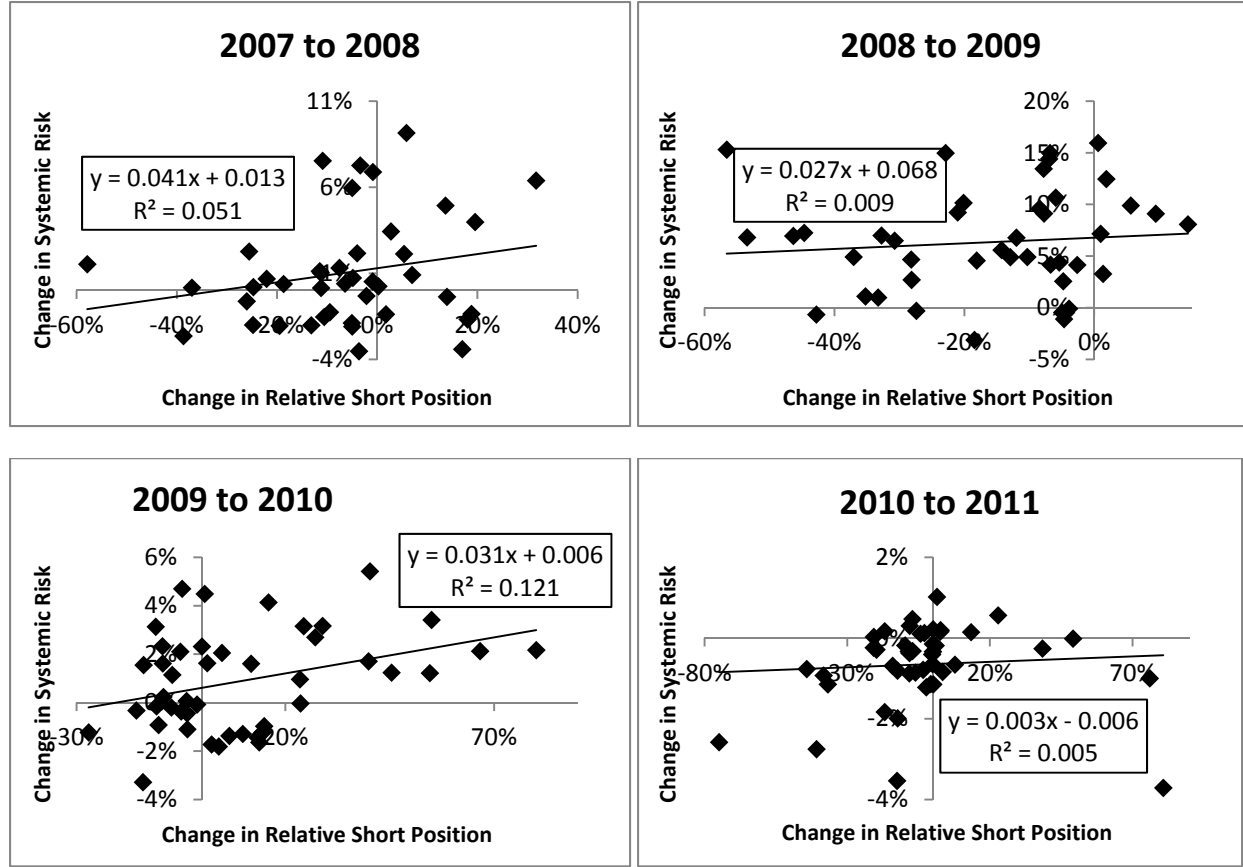 2007 to 2008
11%
6%
1%
-4%
-60%
-40%
-20%
0%
20%
40%
y = 0.041x + 0.013
R² = 0.051
Change in Systemic Risk
Change in Relative Short Position
2008 to 2009
20%
15%
10%
5%
0%
-5%
-60%
-40%
-20%
0%
y = 0.027x + 0.068
R² = 0.009
Change in Systemic Risk
Change in Relative Short Position
2009 to 2010
6%
4%
2%
0%
-2%
-4%
-30%
20%
70%
y = 0.031x + 0.006
R² = 0.121
Change in Systemic Risk
Change in Relative Short Position
2010 to 2011
2%
0%
-2%
-4%
-80%
-30%
20%
70%
y = 0.003x - 0.006
R² = 0.005
Change in Systemic Risk
Change in Relative Short Position